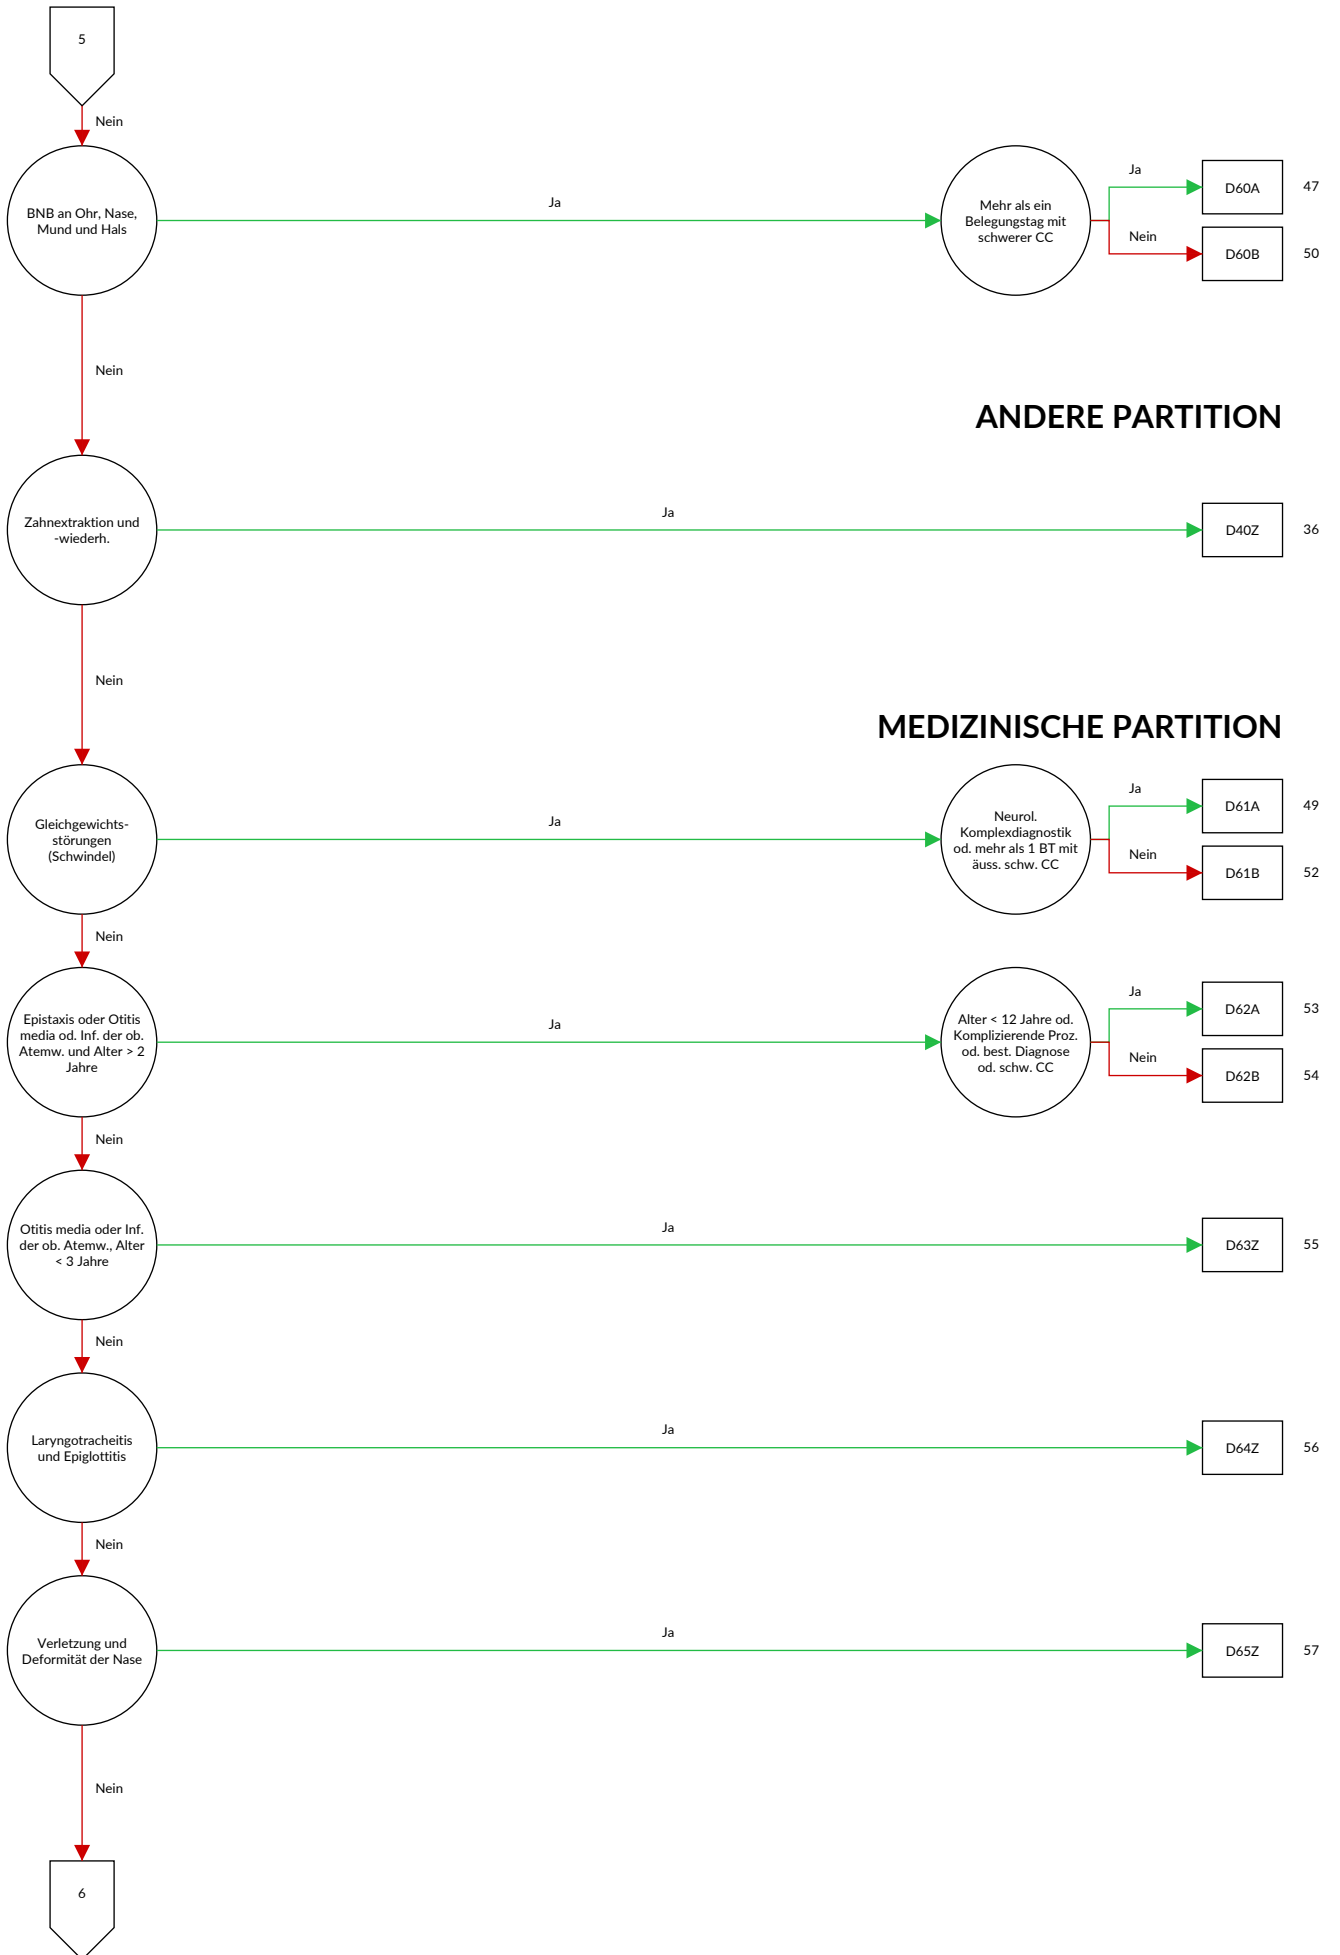 5
Nein
BNB an Ohr, Nase,
Mund und Hals
Ja
Mehr als ein
Belegungstag mit
schwerer CC
Ja
D60A
47
Nein
D60B
50
Nein
ANDERE PARTITION
Zahnextraktion und
-wiederh.
Ja
D40Z
36
Nein
MEDIZINISCHE PARTITION
Gleichgewichts-
störungen
(Schwindel)
Ja
Neurol.
Komplexdiagnostik
od. mehr als 1 BT mit
äuss. schw. CC
Ja
D61A
49
Nein
D61B
52
Nein
Epistaxis oder Otitis
media od. Inf. der ob.
Atemw. und Alter > 2
Jahre
Ja
Alter < 12 Jahre od.
Komplizierende Proz.
od. best. Diagnose
od. schw. CC
Ja
D62A
53
Nein
D62B
54
Nein
Otitis media oder Inf.
der ob. Atemw., Alter
< 3 Jahre
Ja
D63Z
55
Nein
Laryngotracheitis
und Epiglottitis
Ja
D64Z
56
Nein
Verletzung und
Deformität der Nase
Ja
D65Z
57
Nein
6